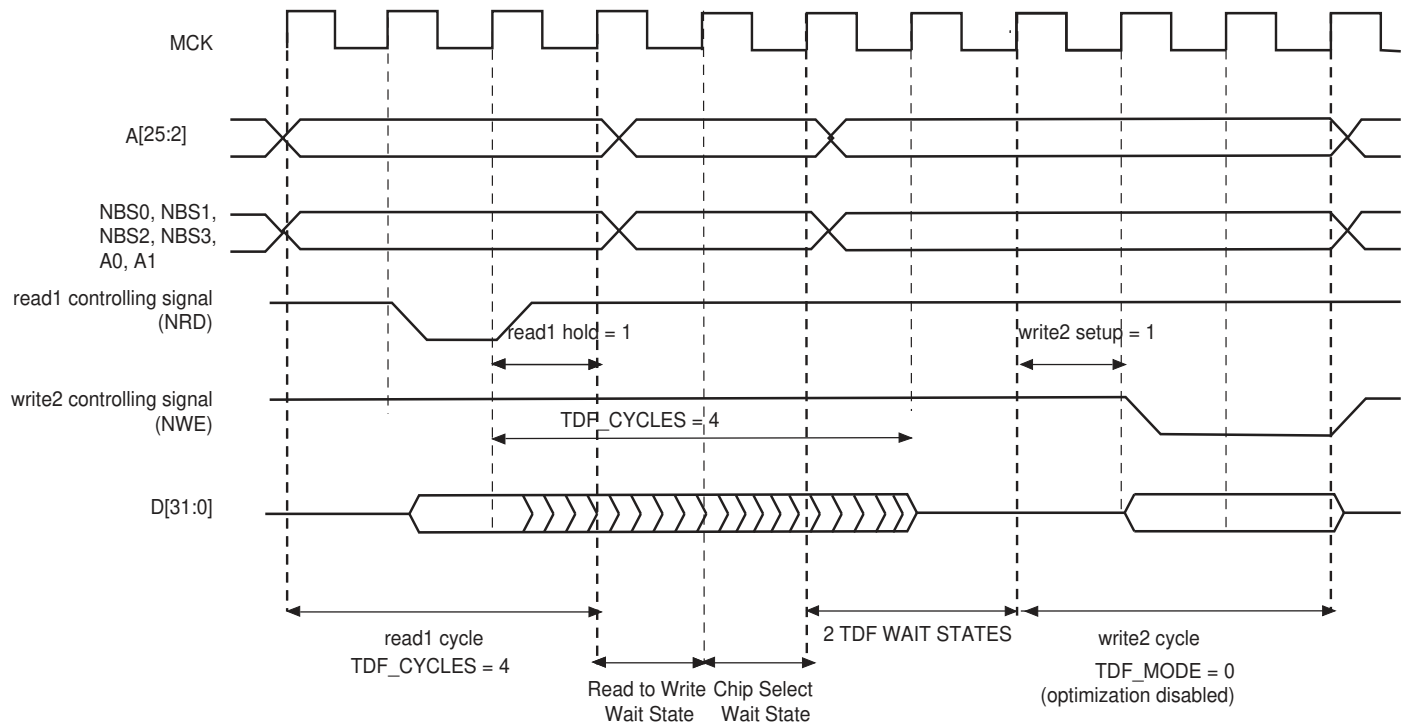 MCK
A[25:2]
NBS0, NBS1,
NBS2, NBS3,
A0, A1
read1 controlling signal
(NRD)
read1 hold = 1
write2 setup = 1
write2 controlling signal
(NWE)
TDF_CYCLES = 4
D[31:0]
read1 cycle
TDF_CYCLES = 4
2 TDF WAIT STATES
write2 cycle
TDF_MODE = 0
(optimization disabled)
Read to Write
Wait State
Chip Select
Wait State